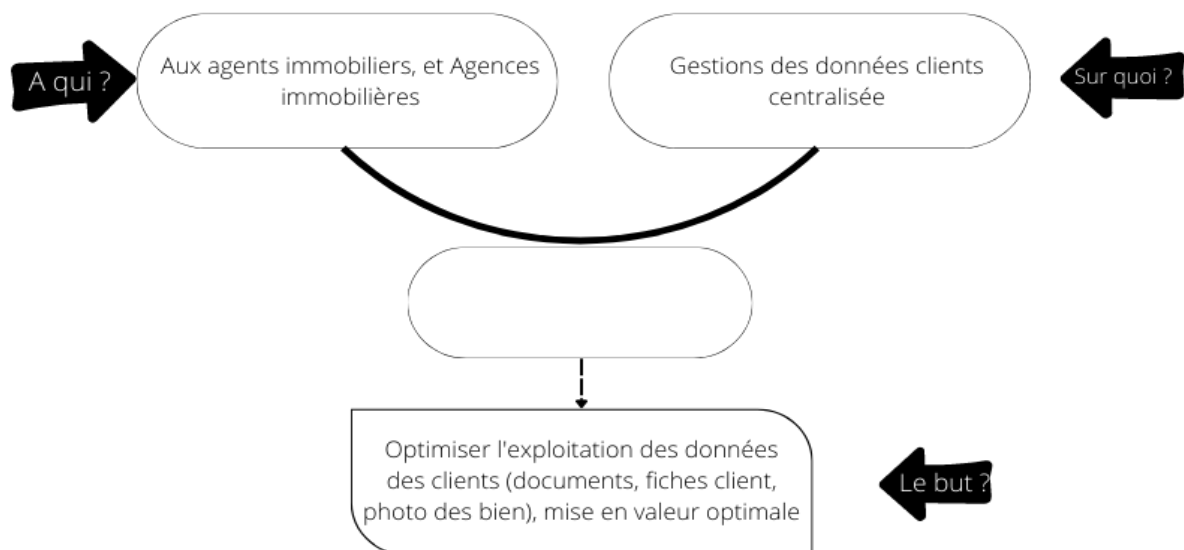 A qui ?
Aux agents immobiliers, et Agences
immobilières
Gestions des données clients
centralisée
Sur quoi ?
Optimiser l'exploitation des données
des clients (documents, fiches client,
photo des bien), mise en valeur optimale
Le but ?